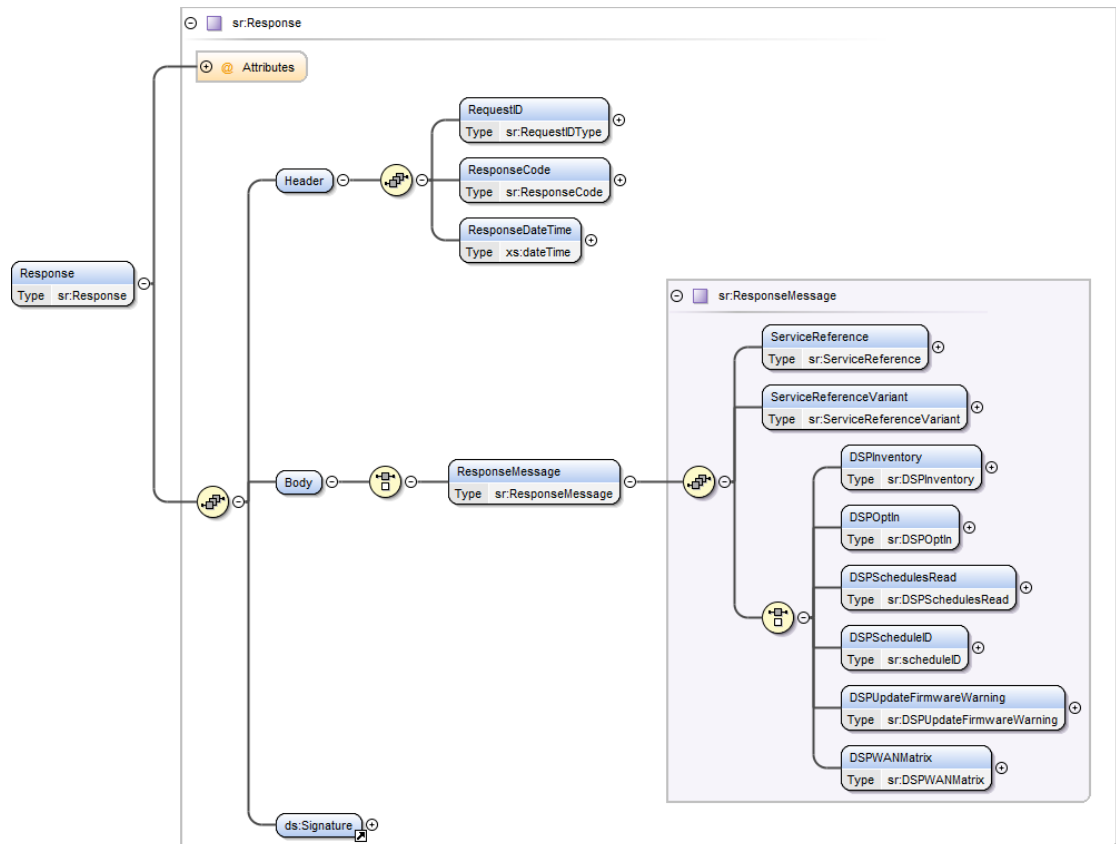 sr:Response
@ Attributes
RequestID
Type sr:RequestIDType
ResponseCode
Type sr:ResponseCode
Header
ResponseDateTime
Type xs:dateTime
Response
Type sr:Response
sr:ResponseMessage
ServiceReference
Type sr:ServiceReference
ServiceReferenceVariant
Type sr:ServiceReferenceVariant
Body
ResponseMessage
Type sr:ResponseMessage
DSPInventory
Type sr:DSPInventory
DSPOptIn
Type sr:DSPOptIn
DSPSchedulesRead
Type sr:DSPSchedulesRead
DSPScheduleID
Type sr:scheduleID
DSPUpdateFirmwareWarning
Type sr:DSPUpdateFirmwareWarning
DSPWANMatrix
Type sr:DSPWANMatrix
ds:Signature